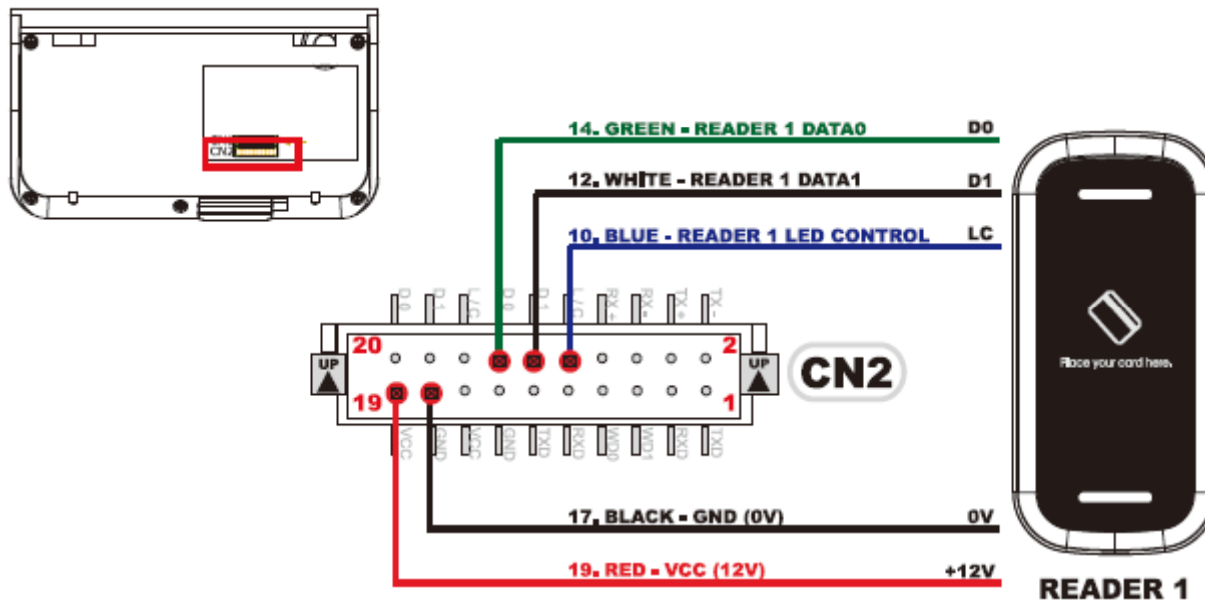 CN2
14. GREEN - READER 1 DATA0 D0
12. WHITE - READER 1 DATA1 D1
10. BLUE - READER 1 LED CONTROL LC
D 0 D 1 L / C D 0 D 1 L / C RX + RX - TX + TX -
20 2
UP UP
19 1
CN2
VCC GND VCC GND TXD RXD WD0 WD1 RXD TXD
Place your card here.
17. BLACK - GND (0V) 0V
19. RED - VCC (12V) +12V
READER 1